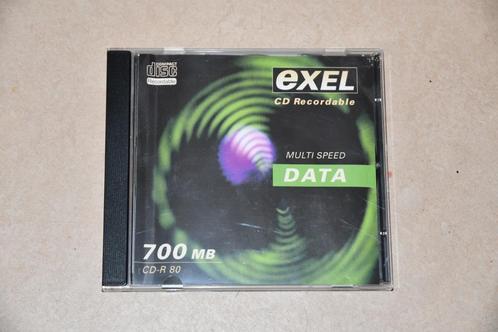 COMPACT
disc
Recordable
eXEL
CD Recordable
MULTI SPEED
DATA
700 MB
CD-R 80